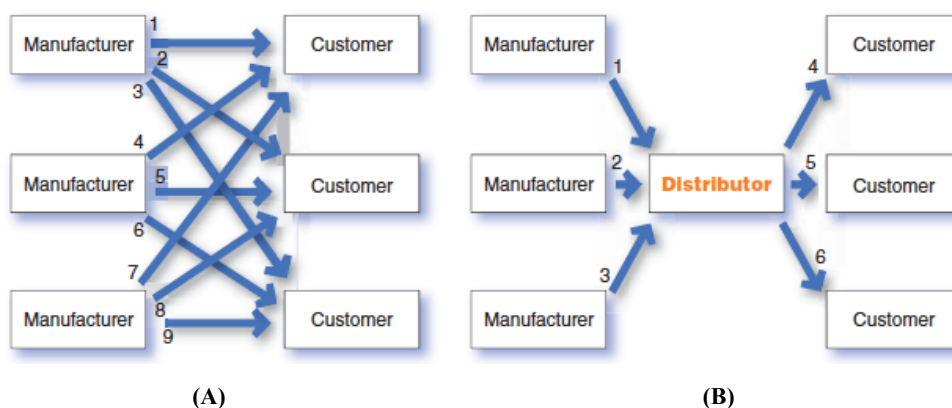 1
Manufacturer
Customer
2
3
4
Manufacturer
5
Customer
6
7
Manufacturer
8
Customer
9
(A)
Manufacturer
Customer
1
4
Manufacturer
2
Distributor
5
Customer
3
6
Manufacturer
Customer
(B)